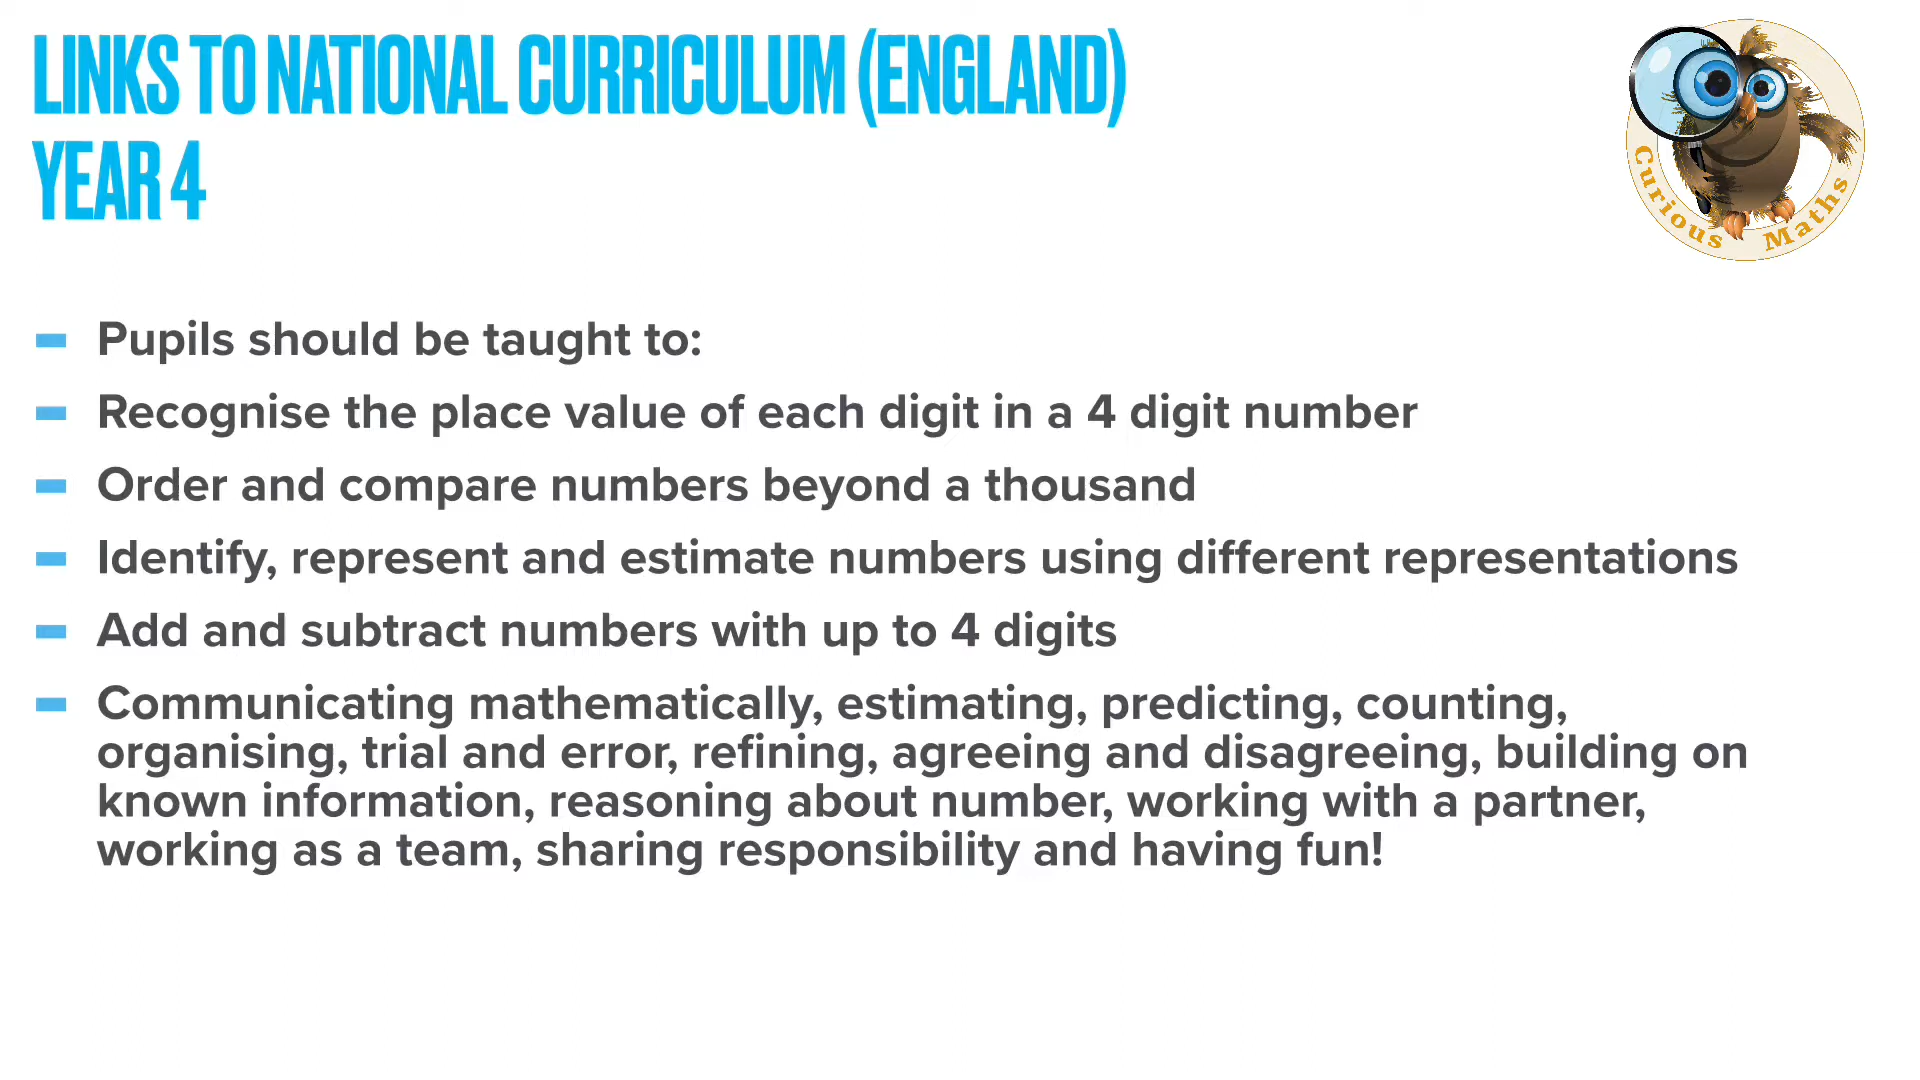 LINKS TO NATIONAL CURRICULUM (ENGLAND)
YEAR 4
Curious Maths
Pupils should be taught to:
Recognise the place value of each digit in a 4 digit number
Order and compare numbers beyond a thousand
Identify, represent and estimate numbers using different representations
Add and subtract numbers with up to 4 digits
Communicating mathematically, estimating, predicting, counting,
organising, trial and error, refining, agreeing and disagreeing, building on
known information, reasoning about number, working with a partner,
working as a team, sharing responsibility and having fun!